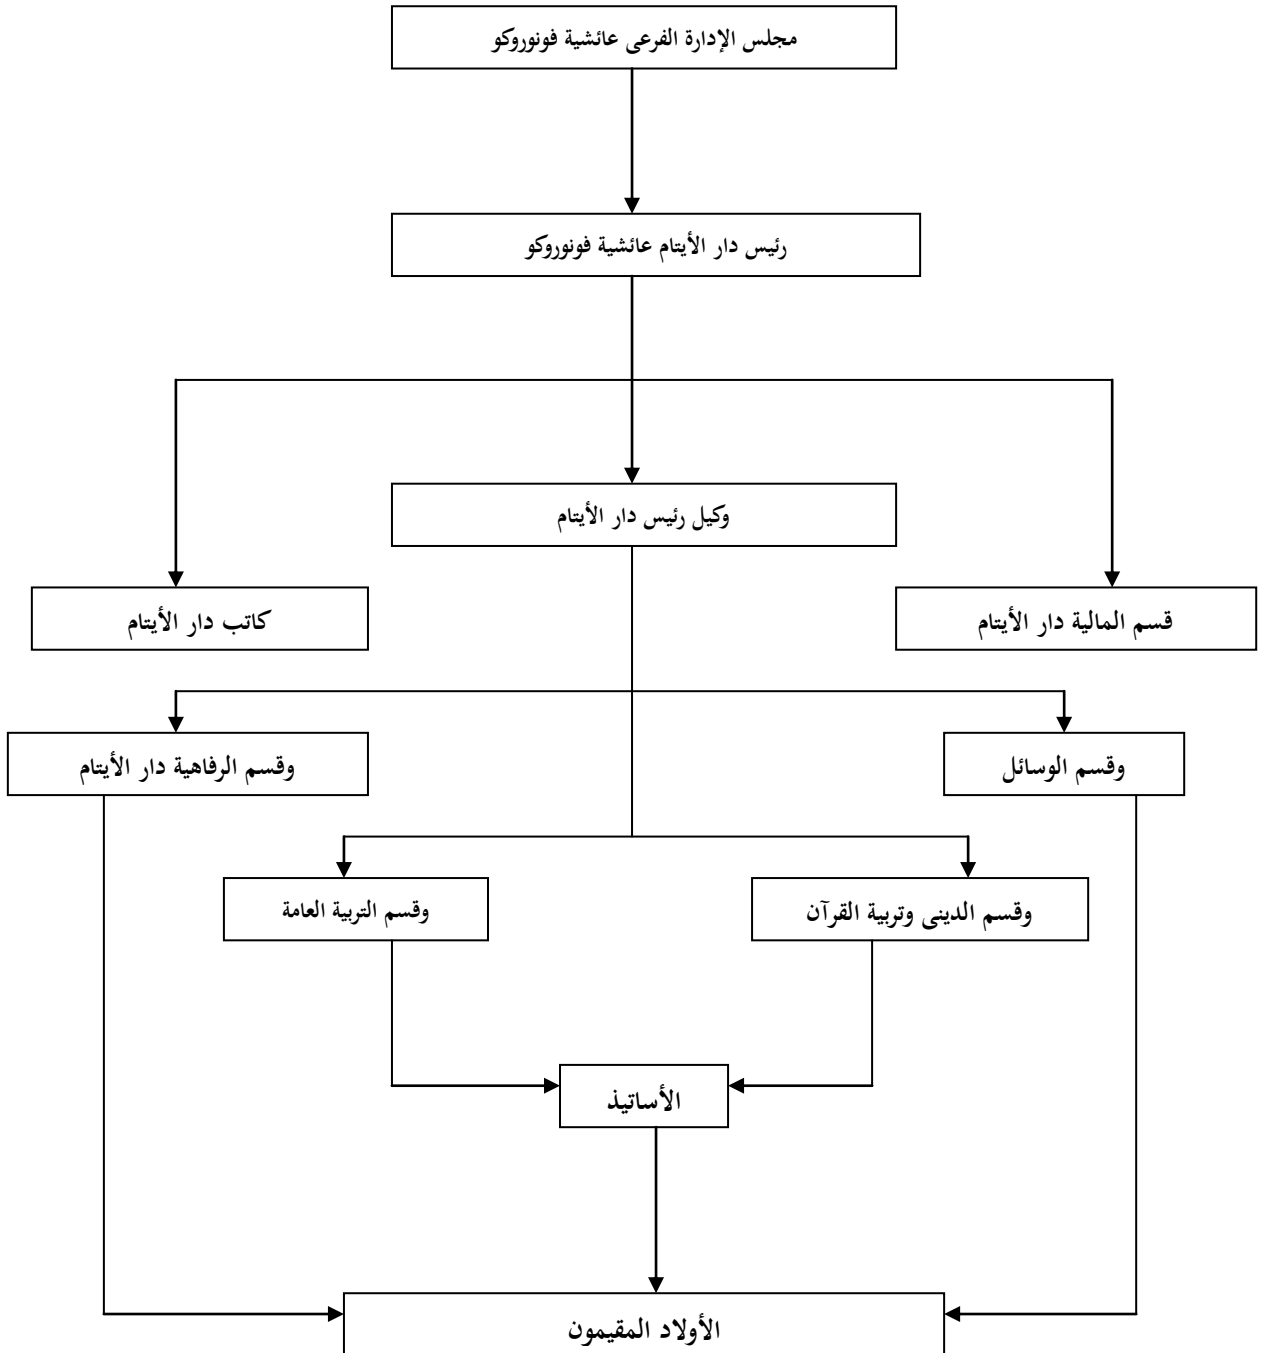 مجلس الإدارة الفرعى عائشية فونوروكو
رئيس دار الأيتام عائشية فونوروكو
وكيل رئيس دار الأيتام
قسم المالية دار الأيتام
كاتب دار الأيتام
وقسم الوسائل
وقسم الرفاهية دار الأيتام
وقسم الدينى وتربية القرآن
وقسم التربية العامة
الأساتيذ
الأولاد المقيمون